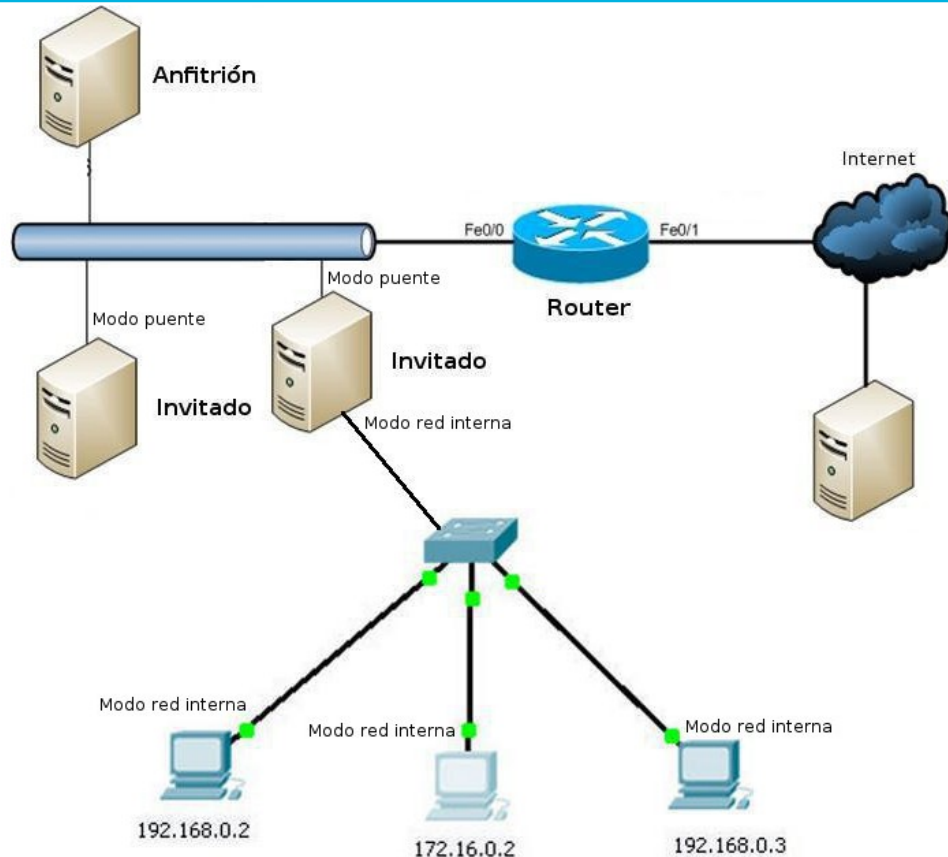 Anfitrión
Internet
Fe0/0
Fe0/1
Router
Modo puente
Modo puente
Invitado
Invitado
Modo red interna
Modo red interna
Modo red interna
Modo red interna
192.168.0.2
172.16.0.2
192.168.0.3